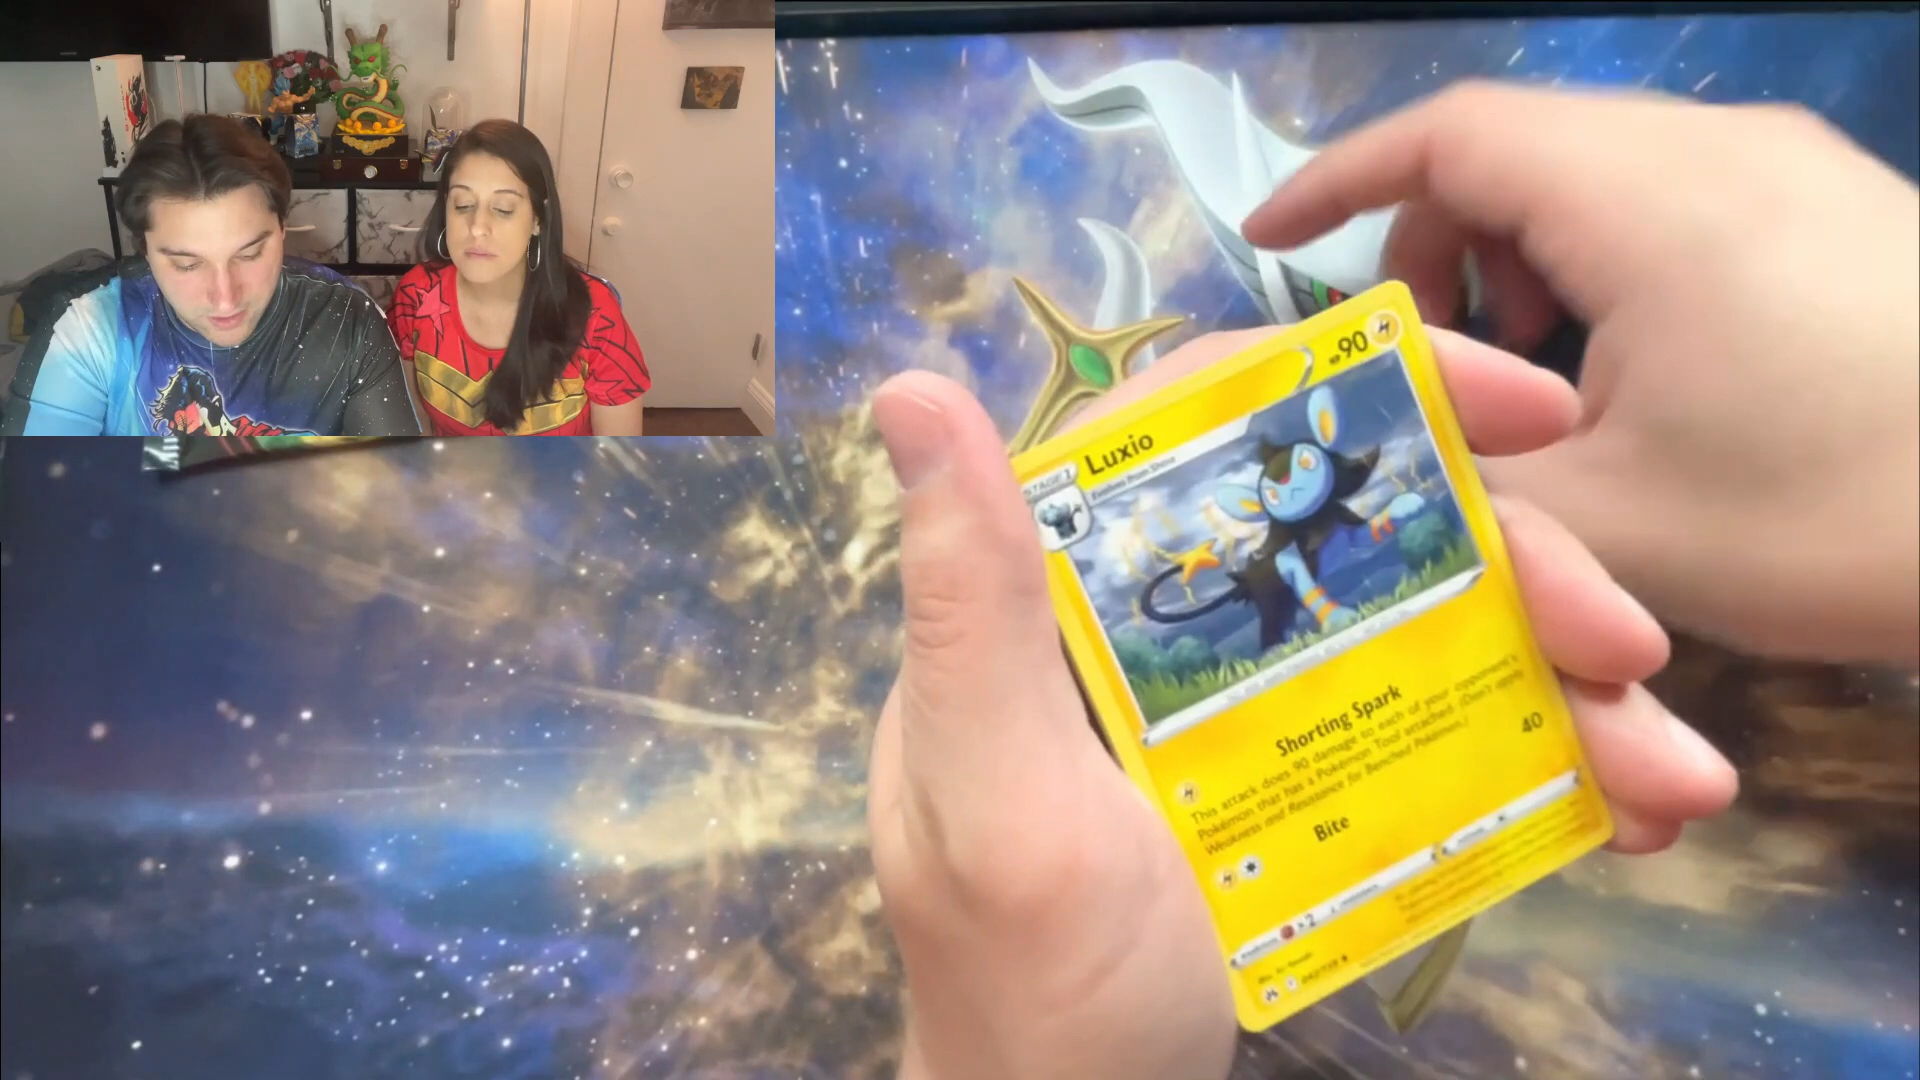 HP90
STAGE 1
Luxio
Evolves from Shinx
Shorting Spark
This attack does 90 damage to each of your opponent's
Pokémon that has a Pokémon Tool attached. (Don't apply
Weakness and Resistance for Benched Pokémon.)
Bite
40
×2